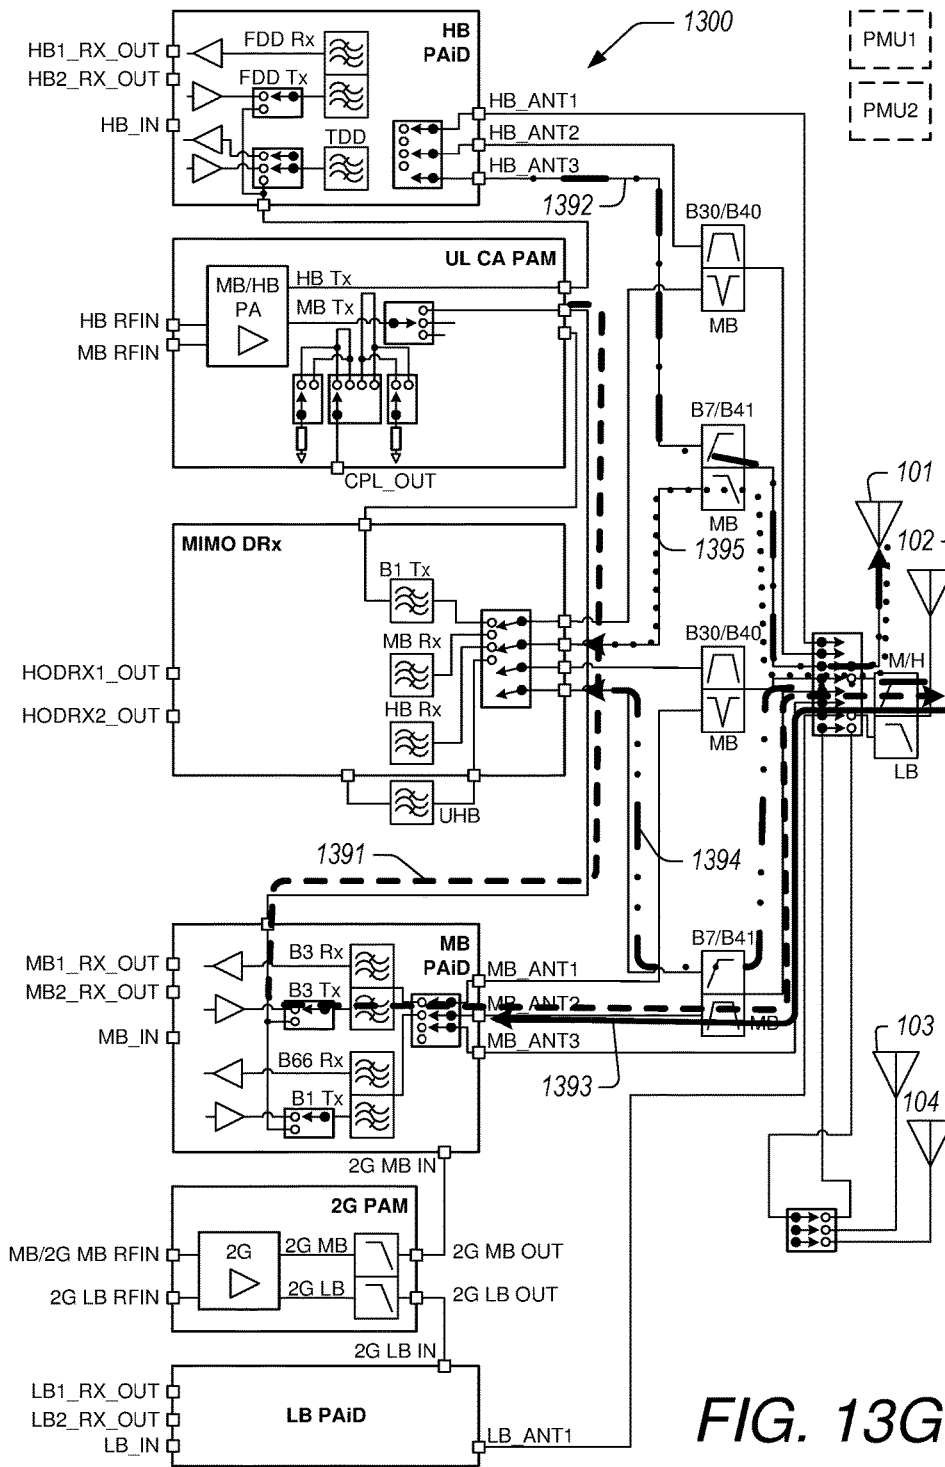 1300
HB PAiD
HB1_RX_OUT
HB2_RX_OUT
HB_IN
FDD Rx
FDD Tx
TDD
HB_ANT1
HB_ANT2
HB_ANT3
1392
PMU1
PMU2
B30/B40
MB
UL CA PAM
MB/HB PA
HB Tx
MB Tx
HB RFIN
MB RFIN
CPL_OUT
B7/B41
MB
1395
101
102
MIMO DRx
B1 Tx
MB Rx
HB Rx
HODRX1_OUT
HODRX2_OUT
UHB
B30/B40
MB
M/H
LB
1391
1394
MB PAiD
MB1_RX_OUT
MB2_RX_OUT
MB_IN
B3 Rx
B3 Tx
B66 Rx
B1 Tx
MB_ANT1
MB_ANT2
MB_ANT3
B7/B41
MB
1393
103
104
2G MB IN
2G PAM
2G
2G MB
2G LB
MB/2G MB RFIN
2G LB RFIN
2G MB OUT
2G LB OUT
2G LB IN
LB PAiD
LB1_RX_OUT
LB2_RX_OUT
LB_IN
LB_ANT1
FIG. 13G